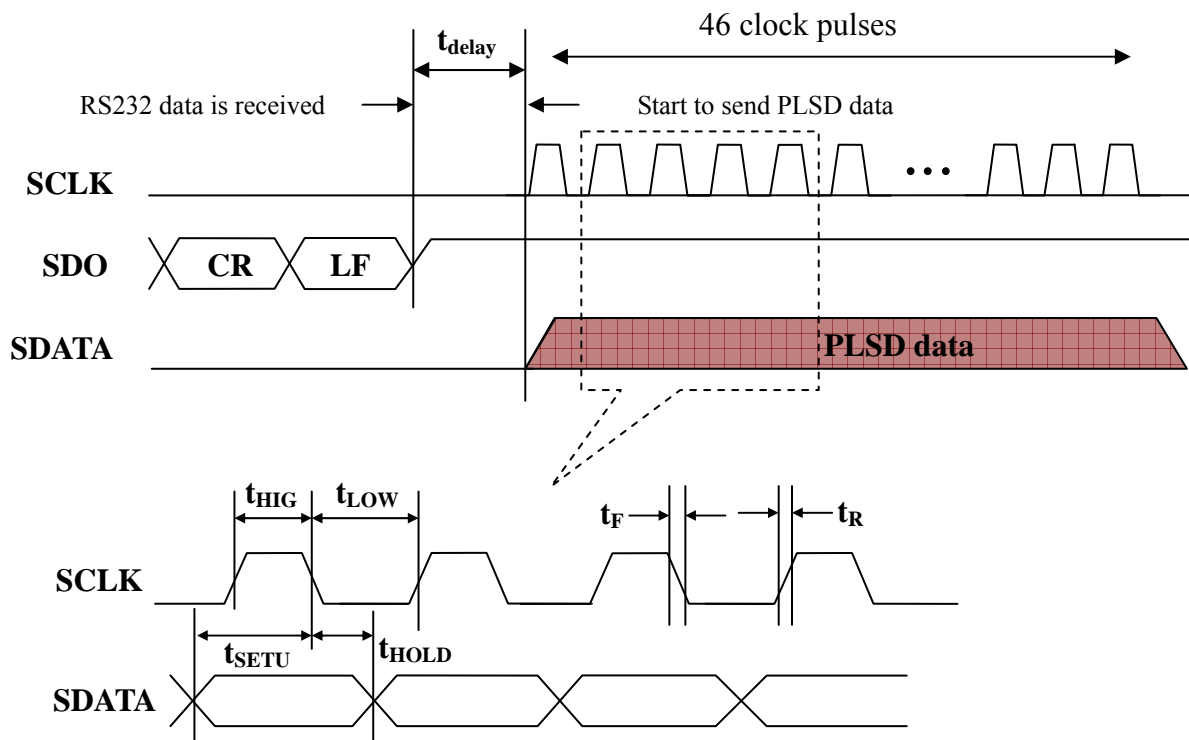 46 clock pulses
tdelay
RS232 data is received
Start to send PLSD data
SCLK
...
SDO
CR
LF
SDATA
PLSD data
tHIG
tLOW
tF
tR
SCLK
tSETU
tHOLD
SDATA